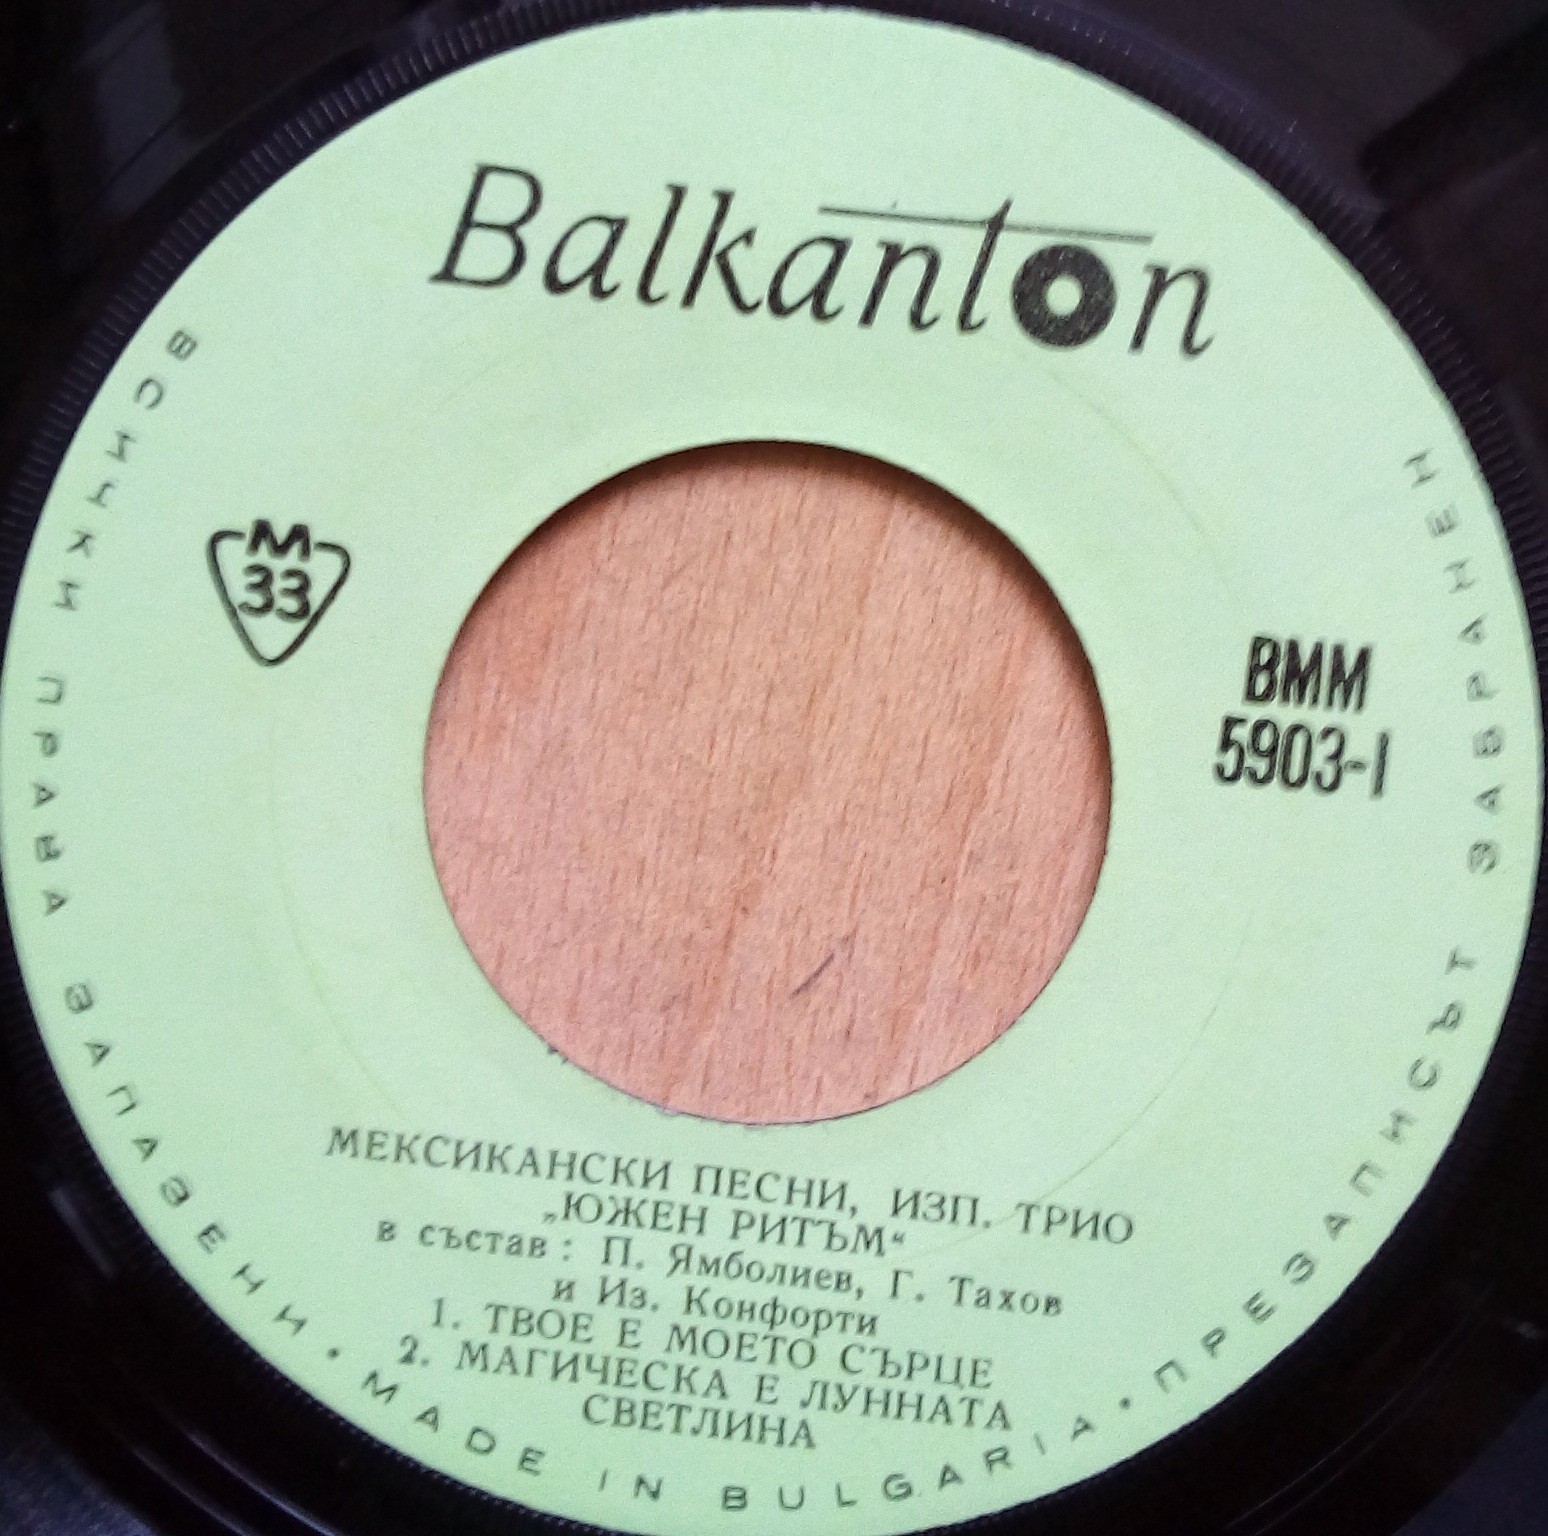 Balkanton
M
33
ВММ
5903-1
МЕКСИКАНСКИ ПЕСНИ, ИЗП. ТРИО
„ЮЖЕН РИТЪМ“
в състав: П. Ямболиев, Г. Тахов
и Из. Конфорти
1. ТВОЕ Е МОЕТО СЪРЦЕ
2. МАГИЧЕСКА Е ЛУННАТА
СВЕТЛИНА
ВСИЧКИ ПРАВА ЗАПАЗЕНИ · MADE IN BULGARIA · ПРЕЗАПИСЪТ ЗАБРАНЕН